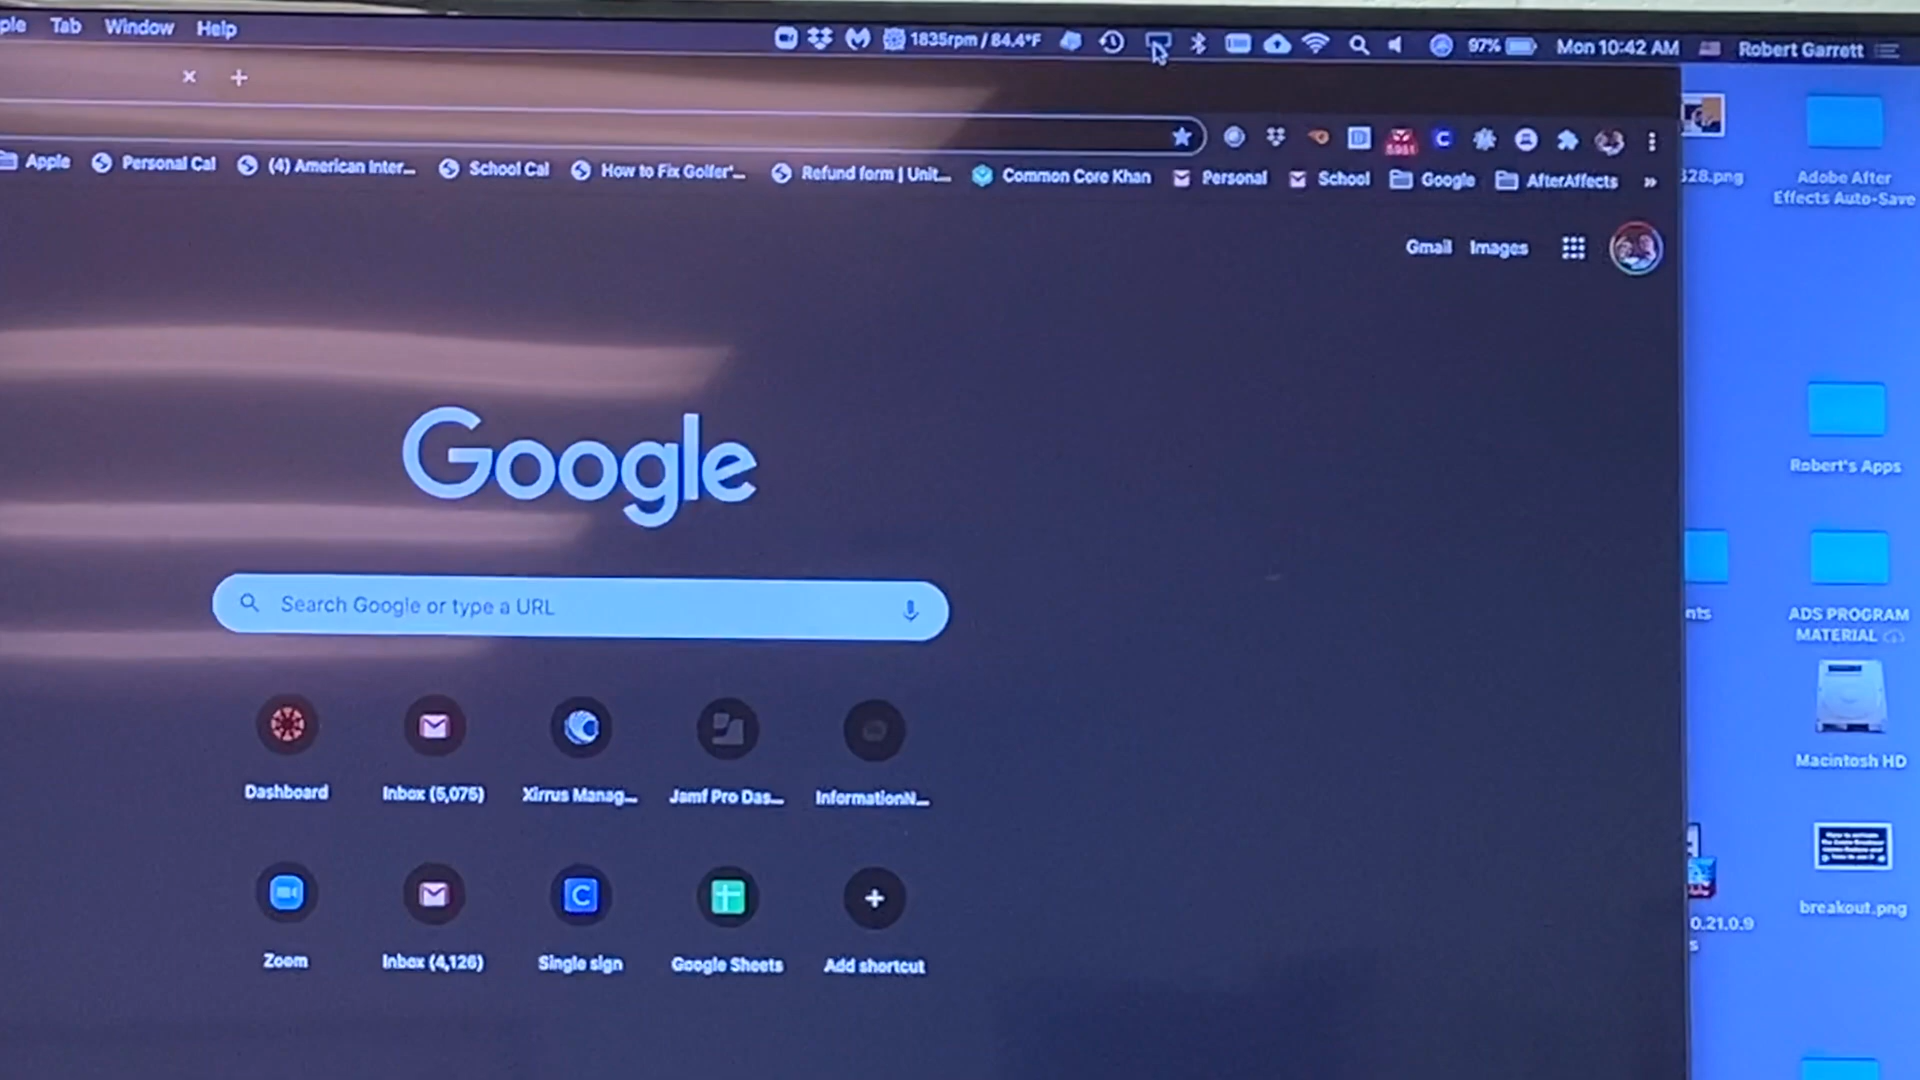 Tab Window Help 1835rpm / 84.4°F 97% Mon 10:42 AM Robert Garrett
5981
Apple Personal Cal (4) American Inter... School Cal How to Fix Golfer'... Refund form | Unit... Common Core Khan Personal School Google AfterAffects »
Gmail Images
Google
Search Google or type a URL
Dashboard Inbox (5,075) Xirrus Manag... Jamf Pro Das... InformationN...
Zoom Inbox (4,126) Single sign Google Sheets Add shortcut
328.png
Adobe After
Effects Auto-Save
Robert's Apps
nts
ADS PROGRAM
MATERIAL
Macintosh HD
breakout.png
0.21.0.9
s